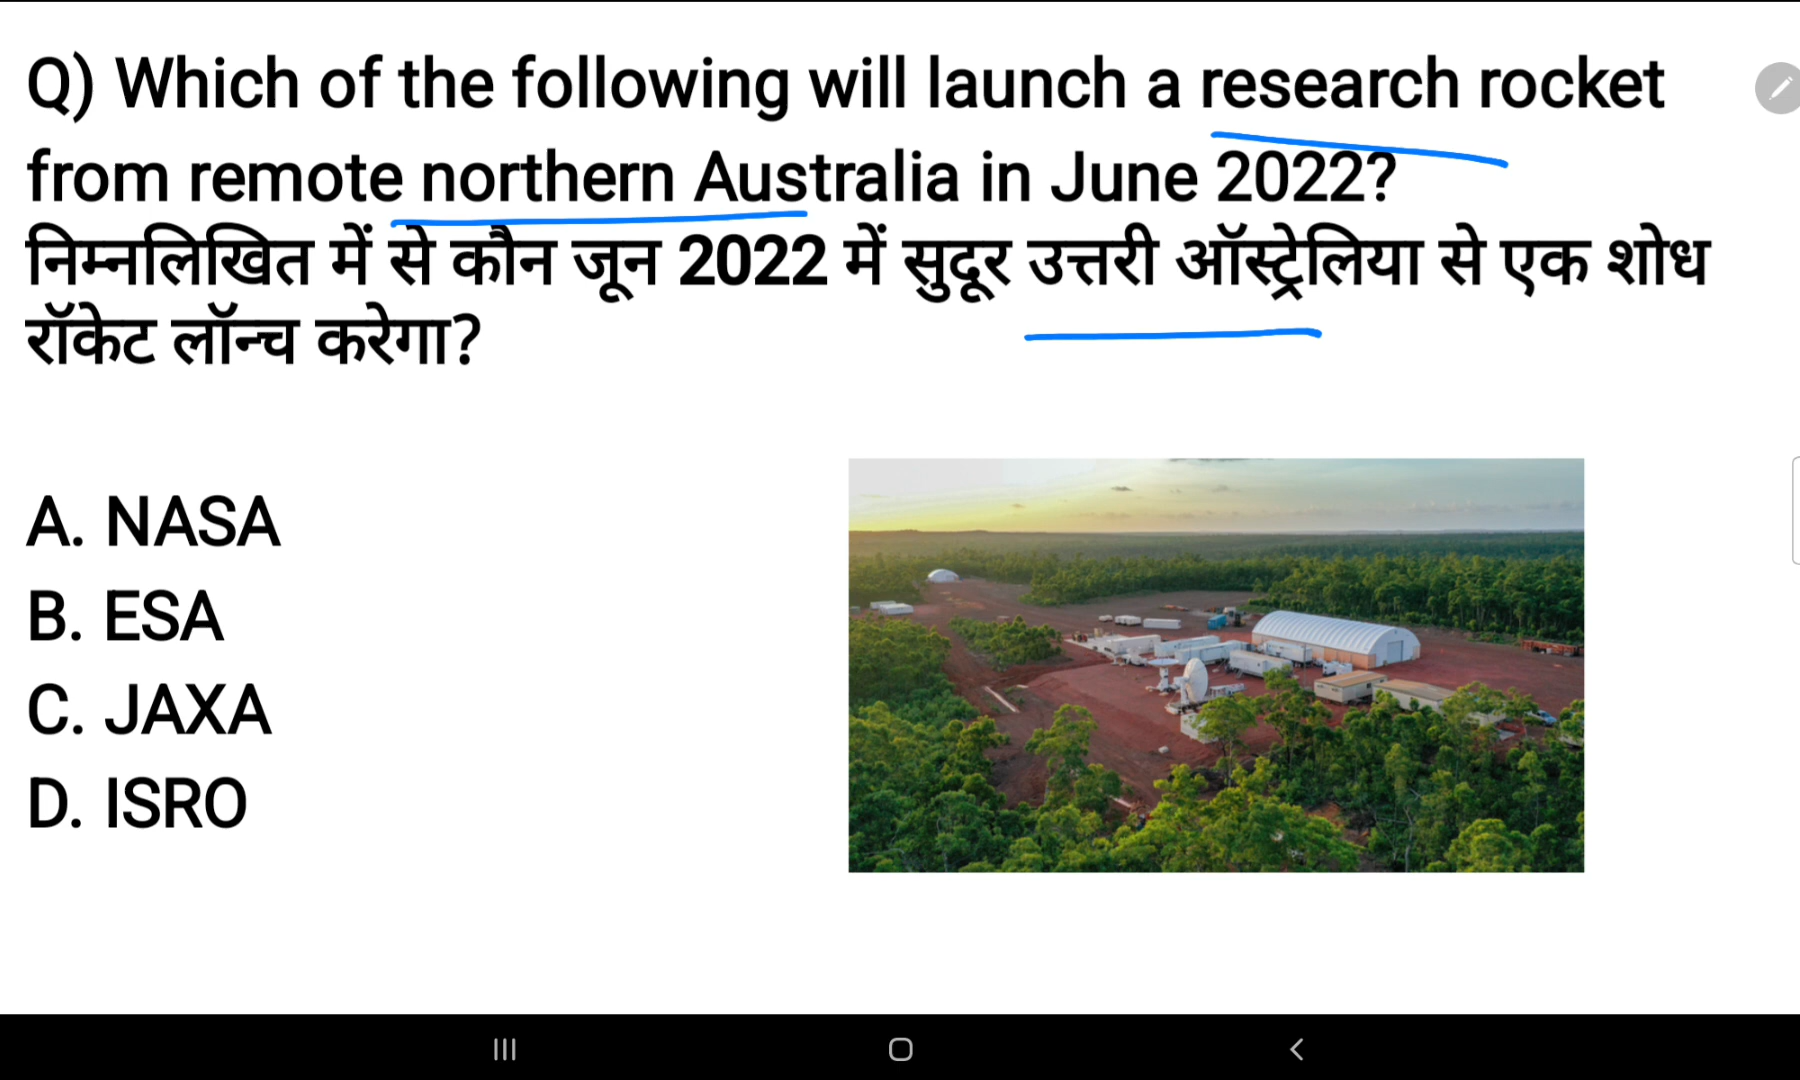 Q) Which of the following will launch a research rocket
from remote northern Australia in June 2022?
निम्नलिखित में से कौन जून 2022 में सुदूर उत्तरी ऑस्ट्रेलिया से एक शोध
रॉकेट लॉन्च करेगा?
A. NASA
B. ESA
C. JAXA
D. ISRO